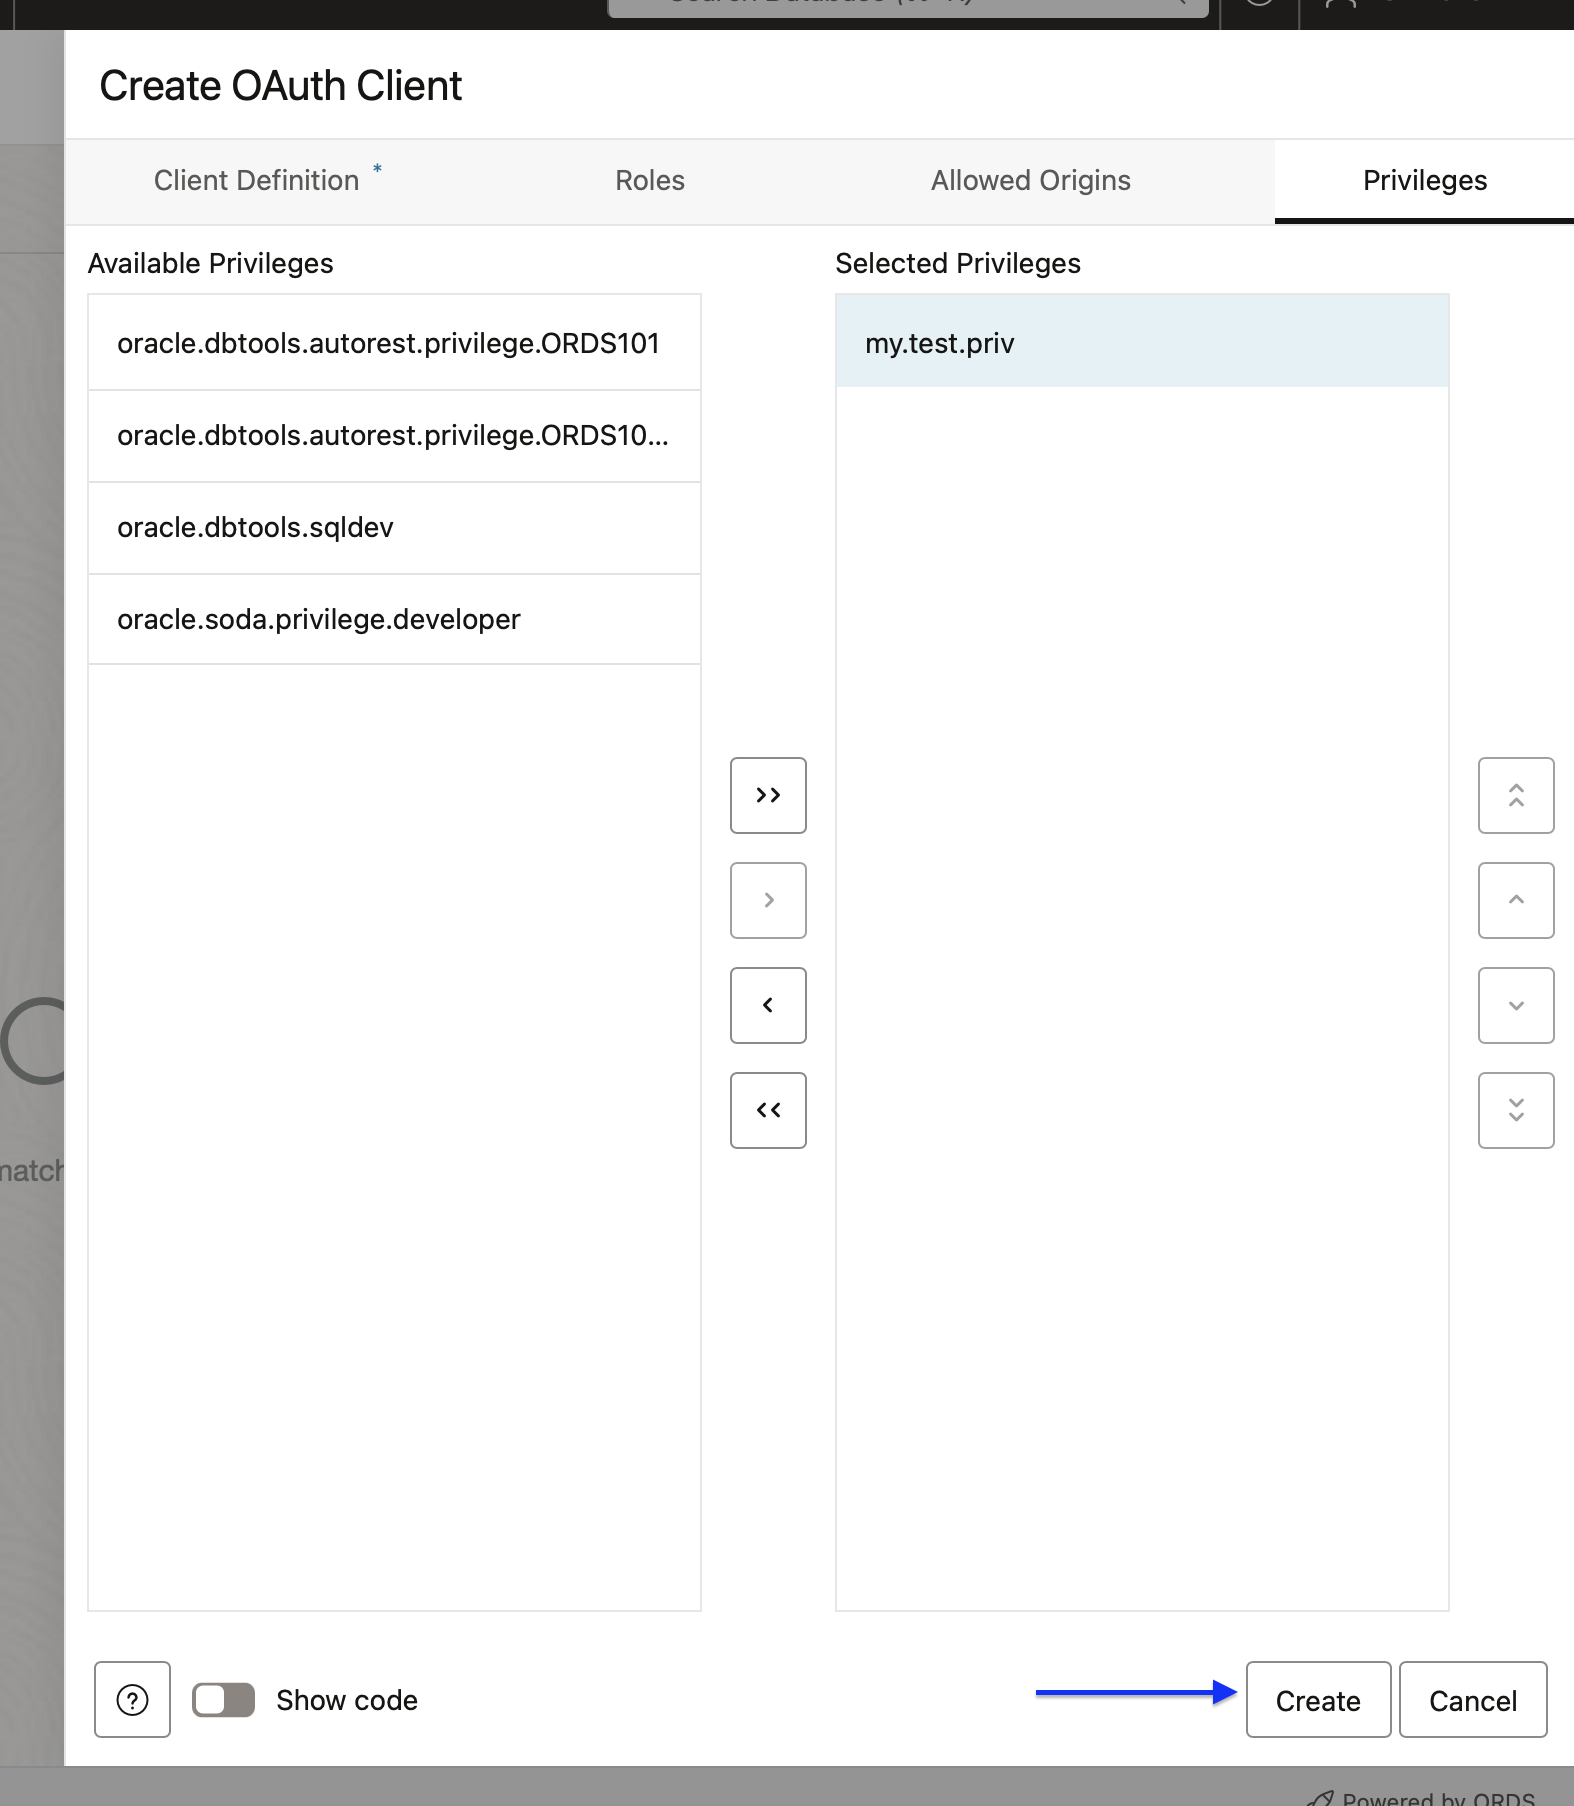 Create OAuth Client
Client Definition *
Roles
Allowed Origins
Privileges
Available Privileges
oracle.dbtools.autorest.privilege.ORDS101
oracle.dbtools.autorest.privilege.ORDS10...
oracle.dbtools.sqldev
oracle.soda.privilege.developer
Selected Privileges
my.test.priv
Show code
Create
Cancel
Powered by ORDS